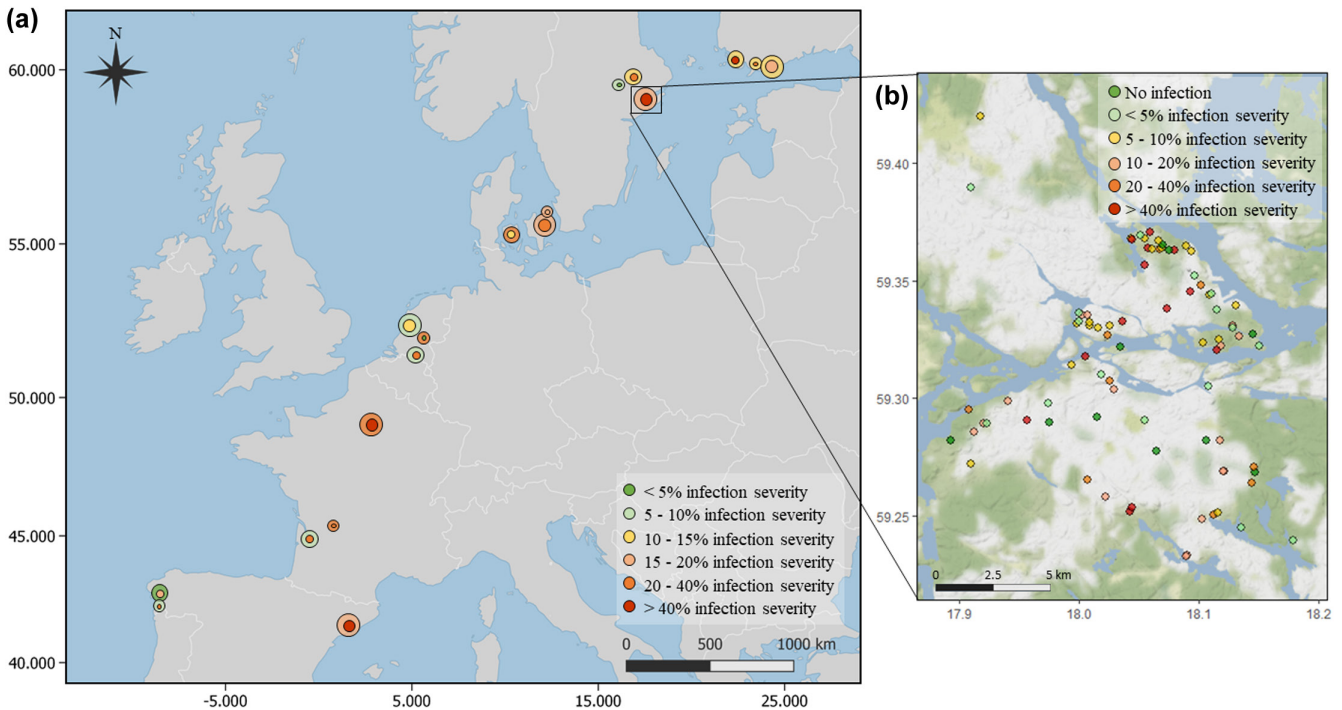 (a)
N
60.000
55.000
50.000
45.000
40.000
-5.000
5.000
15.000
25.000
< 5% infection severity
5 - 10% infection severity
10 - 15% infection severity
15 - 20% infection severity
20 - 40% infection severity
> 40% infection severity
0 500 1000 km
(b)
No infection
< 5% infection severity
5 - 10% infection severity
10 - 20% infection severity
20 - 40% infection severity
> 40% infection severity
59.40
59.35
59.30
59.25
0 2.5 5 km
17.9 18.0 18.1 18.2